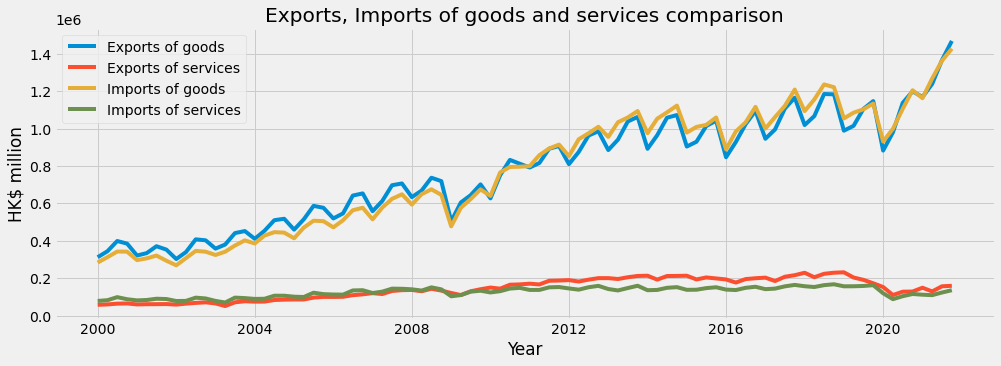 Exports, Imports of goods and services comparison
1e6
Exports of goods
Exports of services
Imports of goods
Imports of services
1.4
1.2
1.0
0.8
0.6
0.4
0.2
0.0
HK$ million
2000 2004 2008 2012 2016 2020
Year